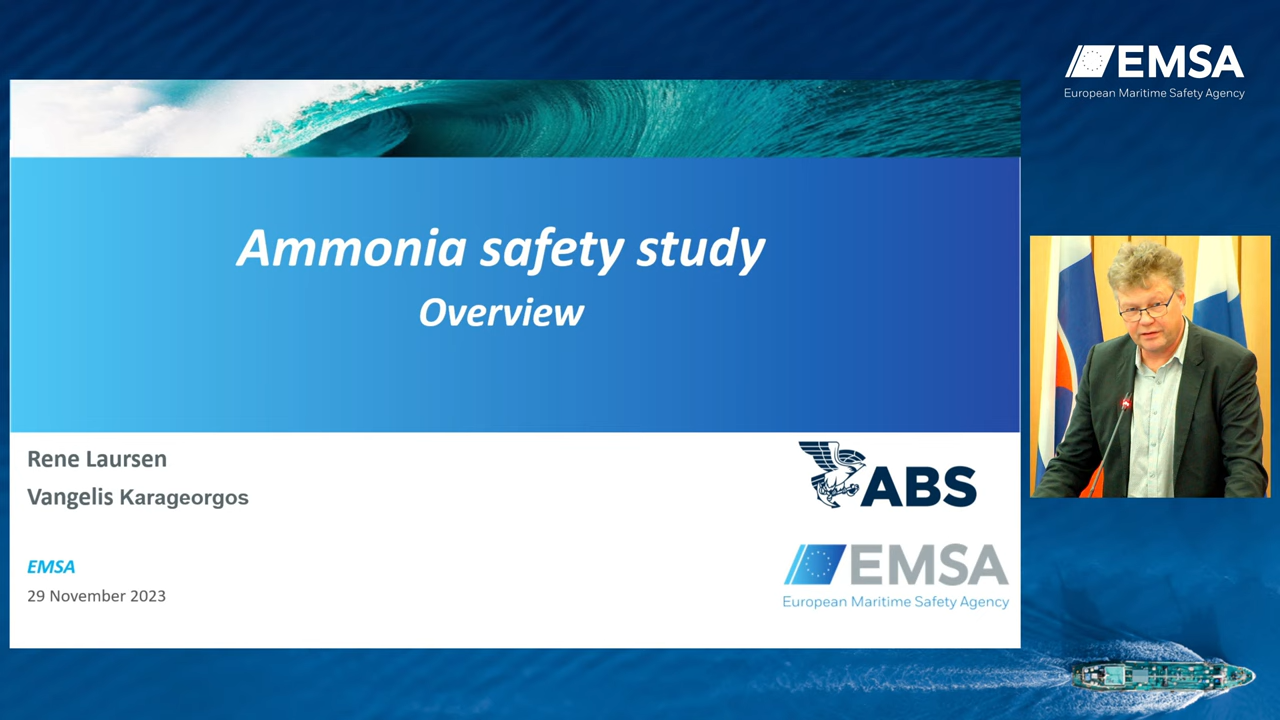 EMSA
European Maritime Safety Agency
Ammonia safety study
Overview
Rene Laursen
Vangelis Karageorgos
EMSA
29 November 2023
ABS
EMSA
European Maritime Safety Agency